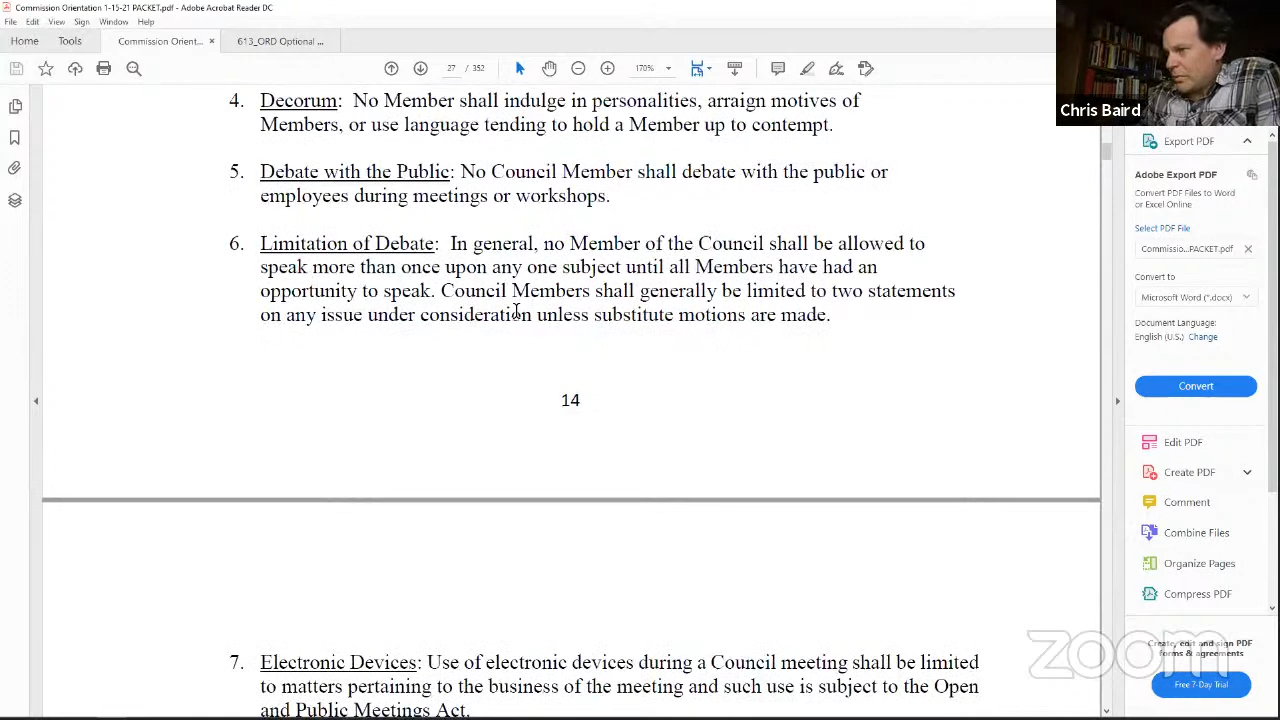 Commission Orientation 1-15-21 PACKET.pdf - Adobe Acrobat Reader DC
File Edit View Sign Window Help
Home Tools Commission Orient... × 613_ORD Optional ...
27 / 352 170%
Chris Baird
4. Decorum: No Member shall indulge in personalities, arraign motives of
Members, or use language tending to hold a Member up to contempt.
5. Debate with the Public: No Council Member shall debate with the public or
employees during meetings or workshops.
6. Limitation of Debate: In general, no Member of the Council shall be allowed to
speak more than once upon any one subject until all Members have had an
opportunity to speak. Council Members shall generally be limited to two statements
on any issue under consideration unless substitute motions are made.
14
7. Electronic Devices: Use of electronic devices during a Council meeting shall be limited
to matters pertaining to the business of the meeting and such use is subject to the Open
and Public Meetings Act.
Export PDF
Adobe Export PDF
Convert PDF Files to Word
or Excel Online
Select PDF File
Commissio...PACKET.pdf ×
Convert to
Microsoft Word (*.docx)
Document Language:
English (U.S.) Change
Convert
Edit PDF
Create PDF
Comment
Combine Files
Organize Pages
Compress PDF
Create, edit and sign PDF
forms & agreements
Free 7-Day Trial
zoom